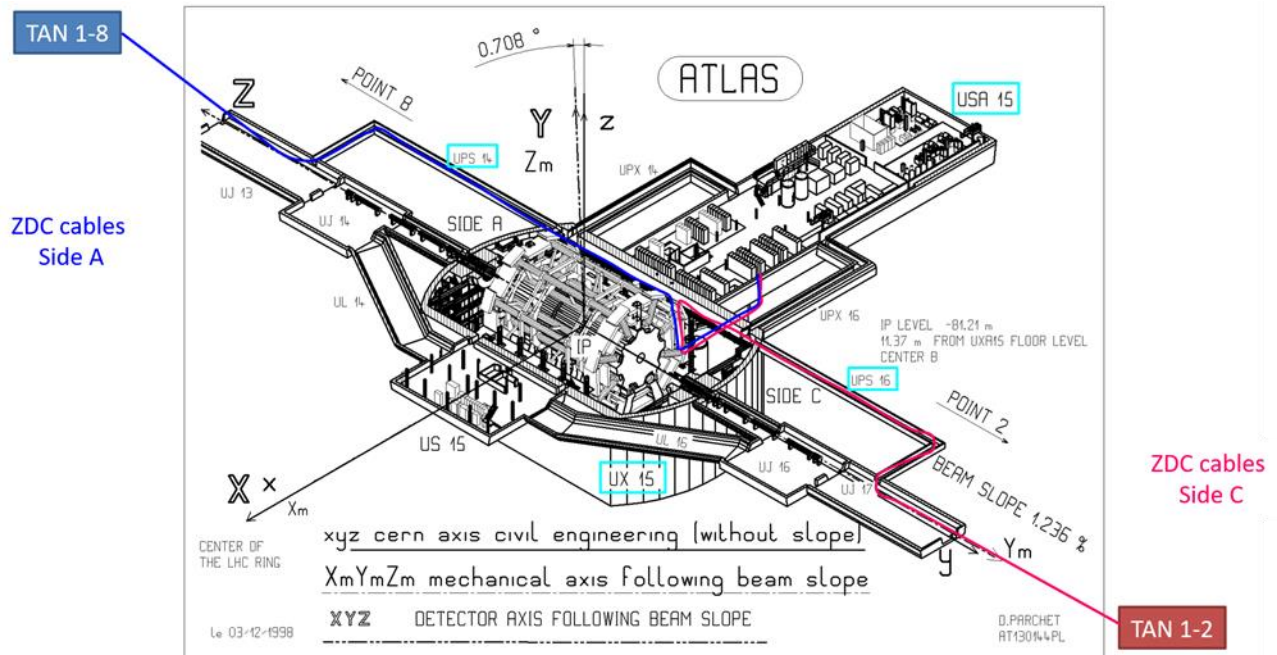 TAN 1-8
0.708 °
ATLAS
POINT 8
Z
Y
z
Zm
USA 15
UPS 14
UPX 14
UJ 13
UJ 14
SIDE A
ZDC cables
Side A
UL 14
IP
UPX 16
IP LEVEL -81.21 m
11.37 m FROM UXA15 FLOOR LEVEL
CENTER B
UPS 16
SIDE C
POINT 2
US 15
UL 16
UJ 16
UX 15
UJ 17
BEAM SLOPE 1.236 %
ZDC cables
Side C
X
x
Xm
CENTER OF
THE LHC RING
xyz cern axis civil engineering (without slope)
y
Ym
XmYmZm mechanical axis following beam slope
XYZ DETECTOR AXIS FOLLOWING BEAM SLOPE
le 03-12-1998
D.PARCHET
AT130144PL
TAN 1-2